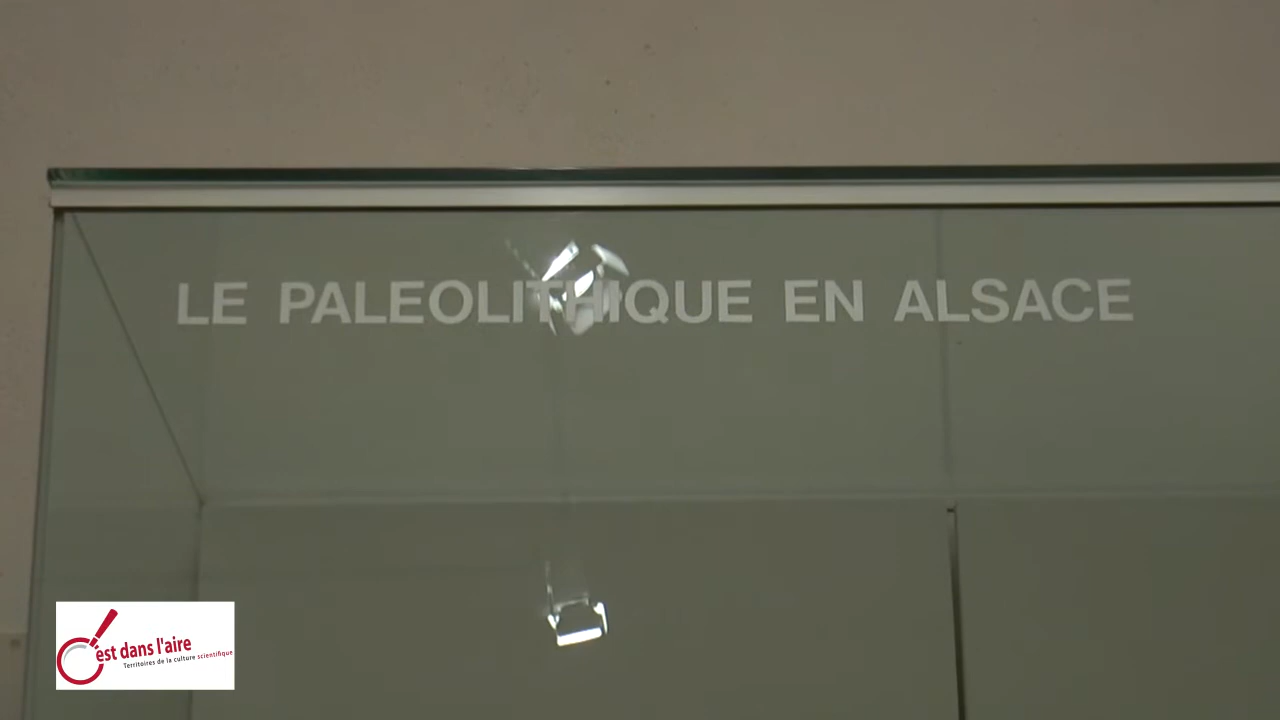 LE PALEOLITHIQUE EN ALSACE
C'est dans l'aire
Territoires de la culture scientifique